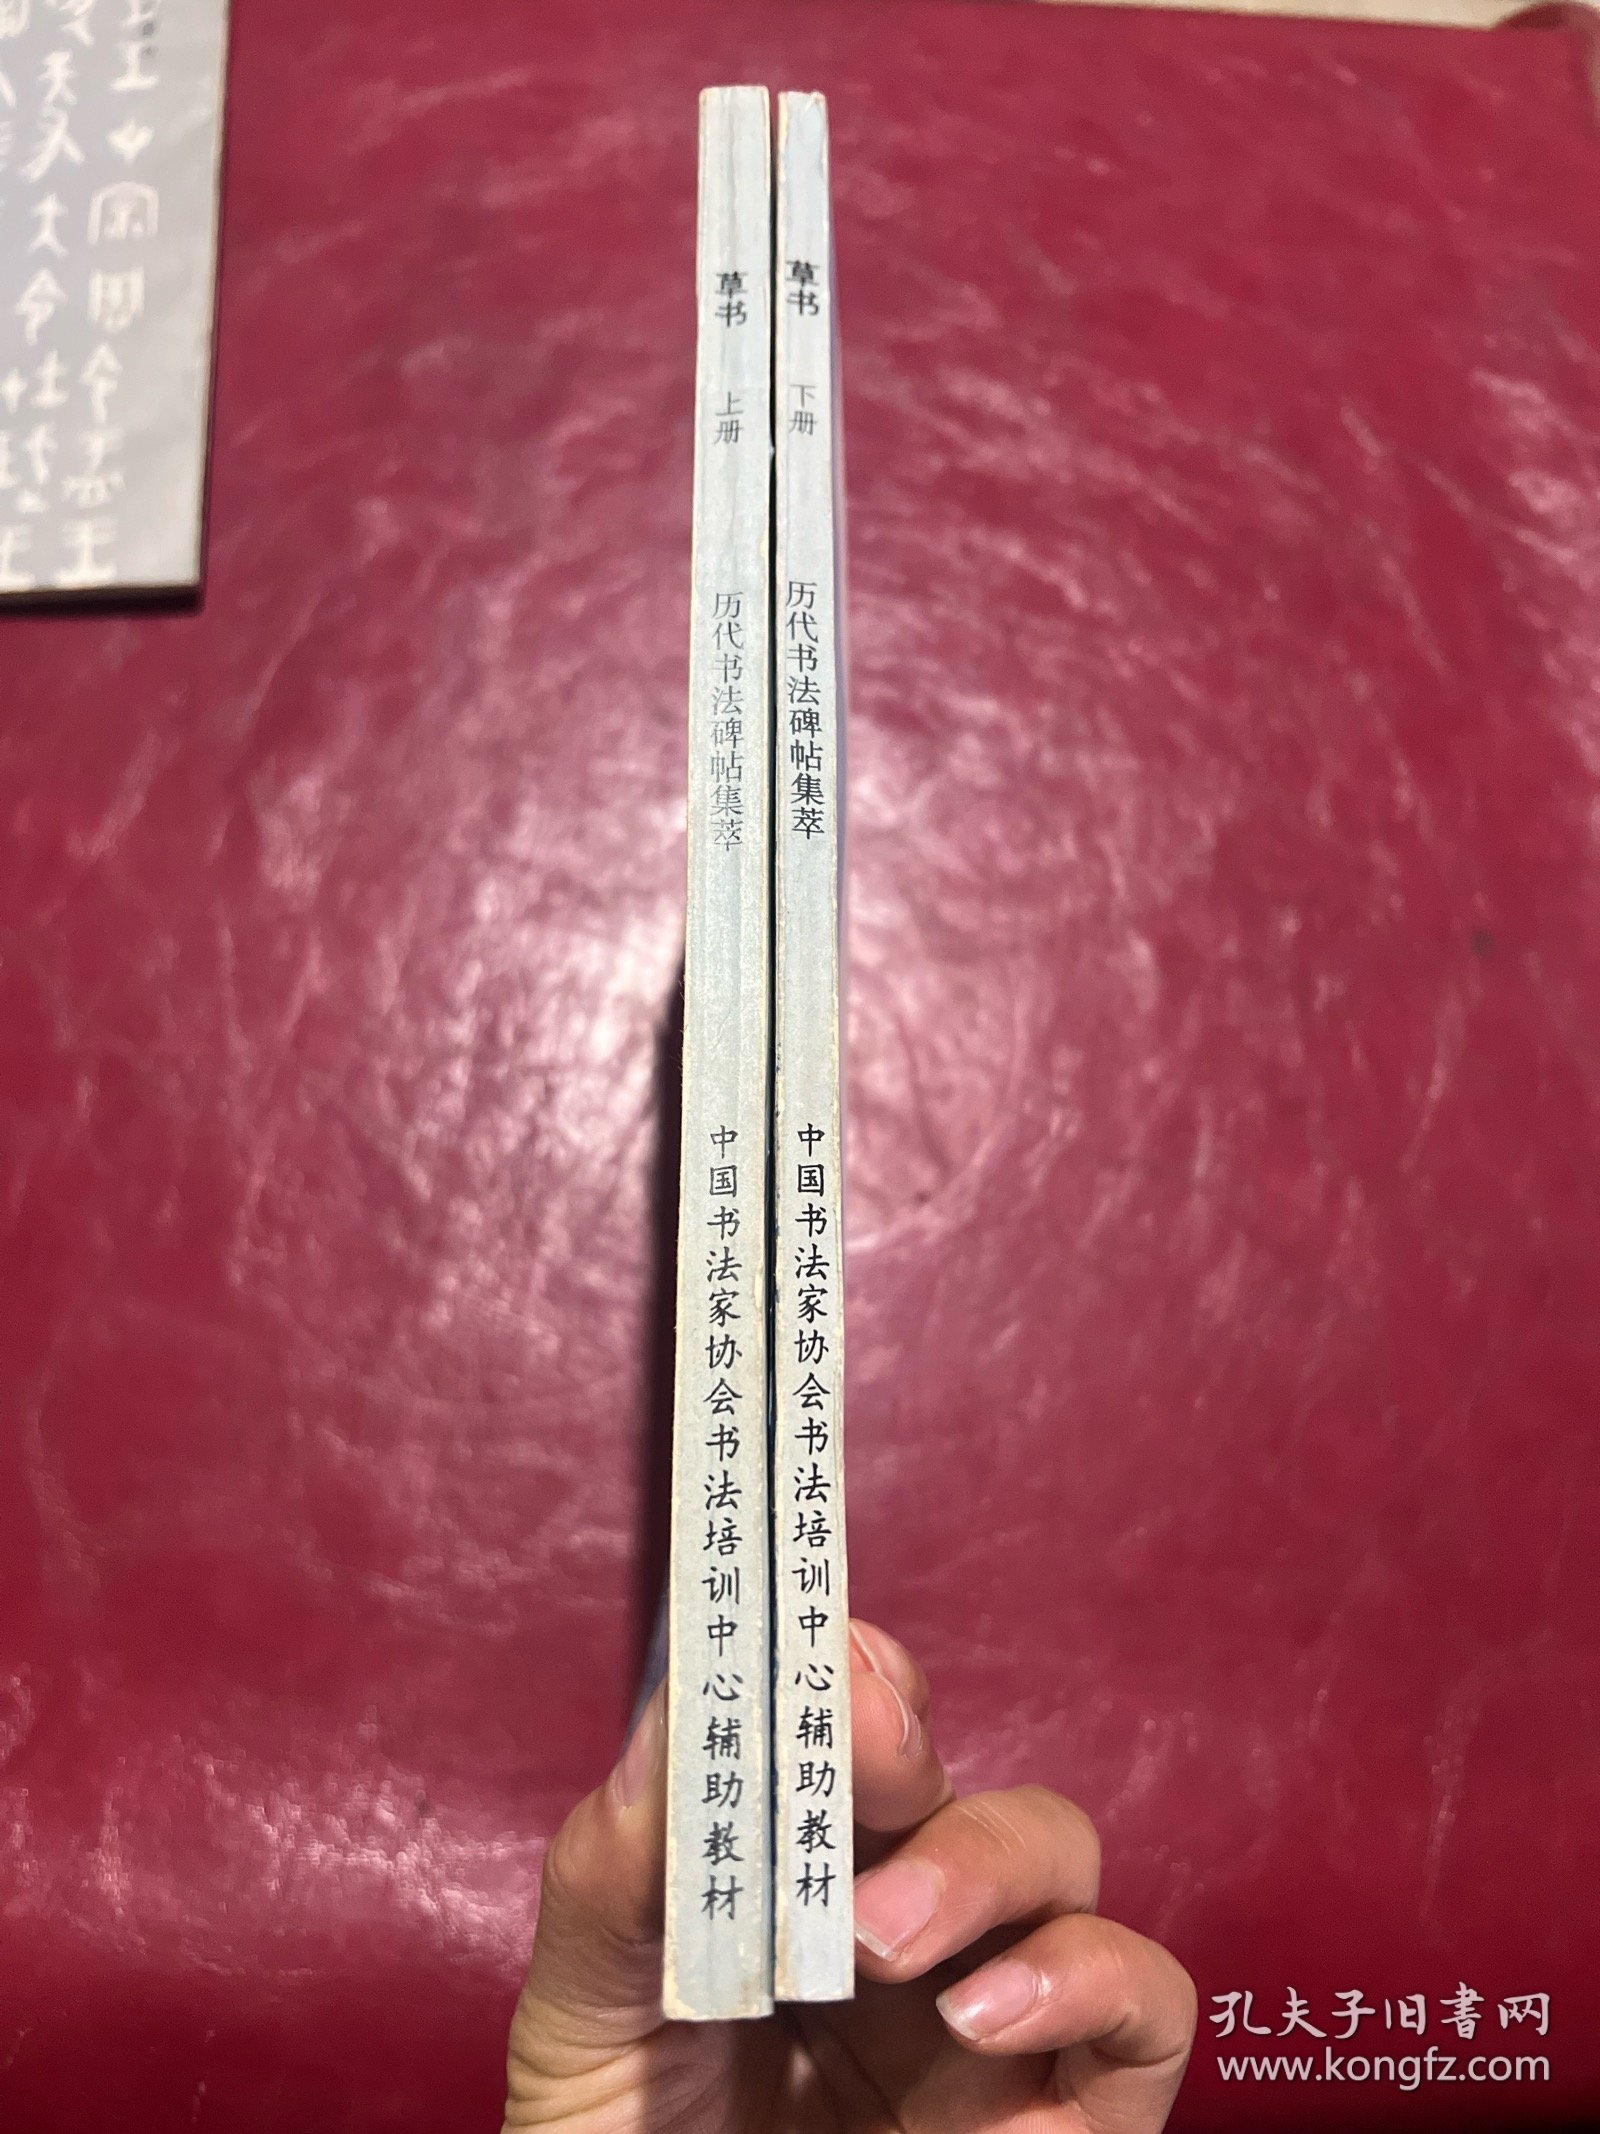 草书
上册
历代书法碑帖集萃
中国书法家协会书法培训中心辅助教材
草书
下册
历代书法碑帖集萃
中国书法家协会书法培训中心辅助教材
孔夫子旧書网
www.kongfz.com